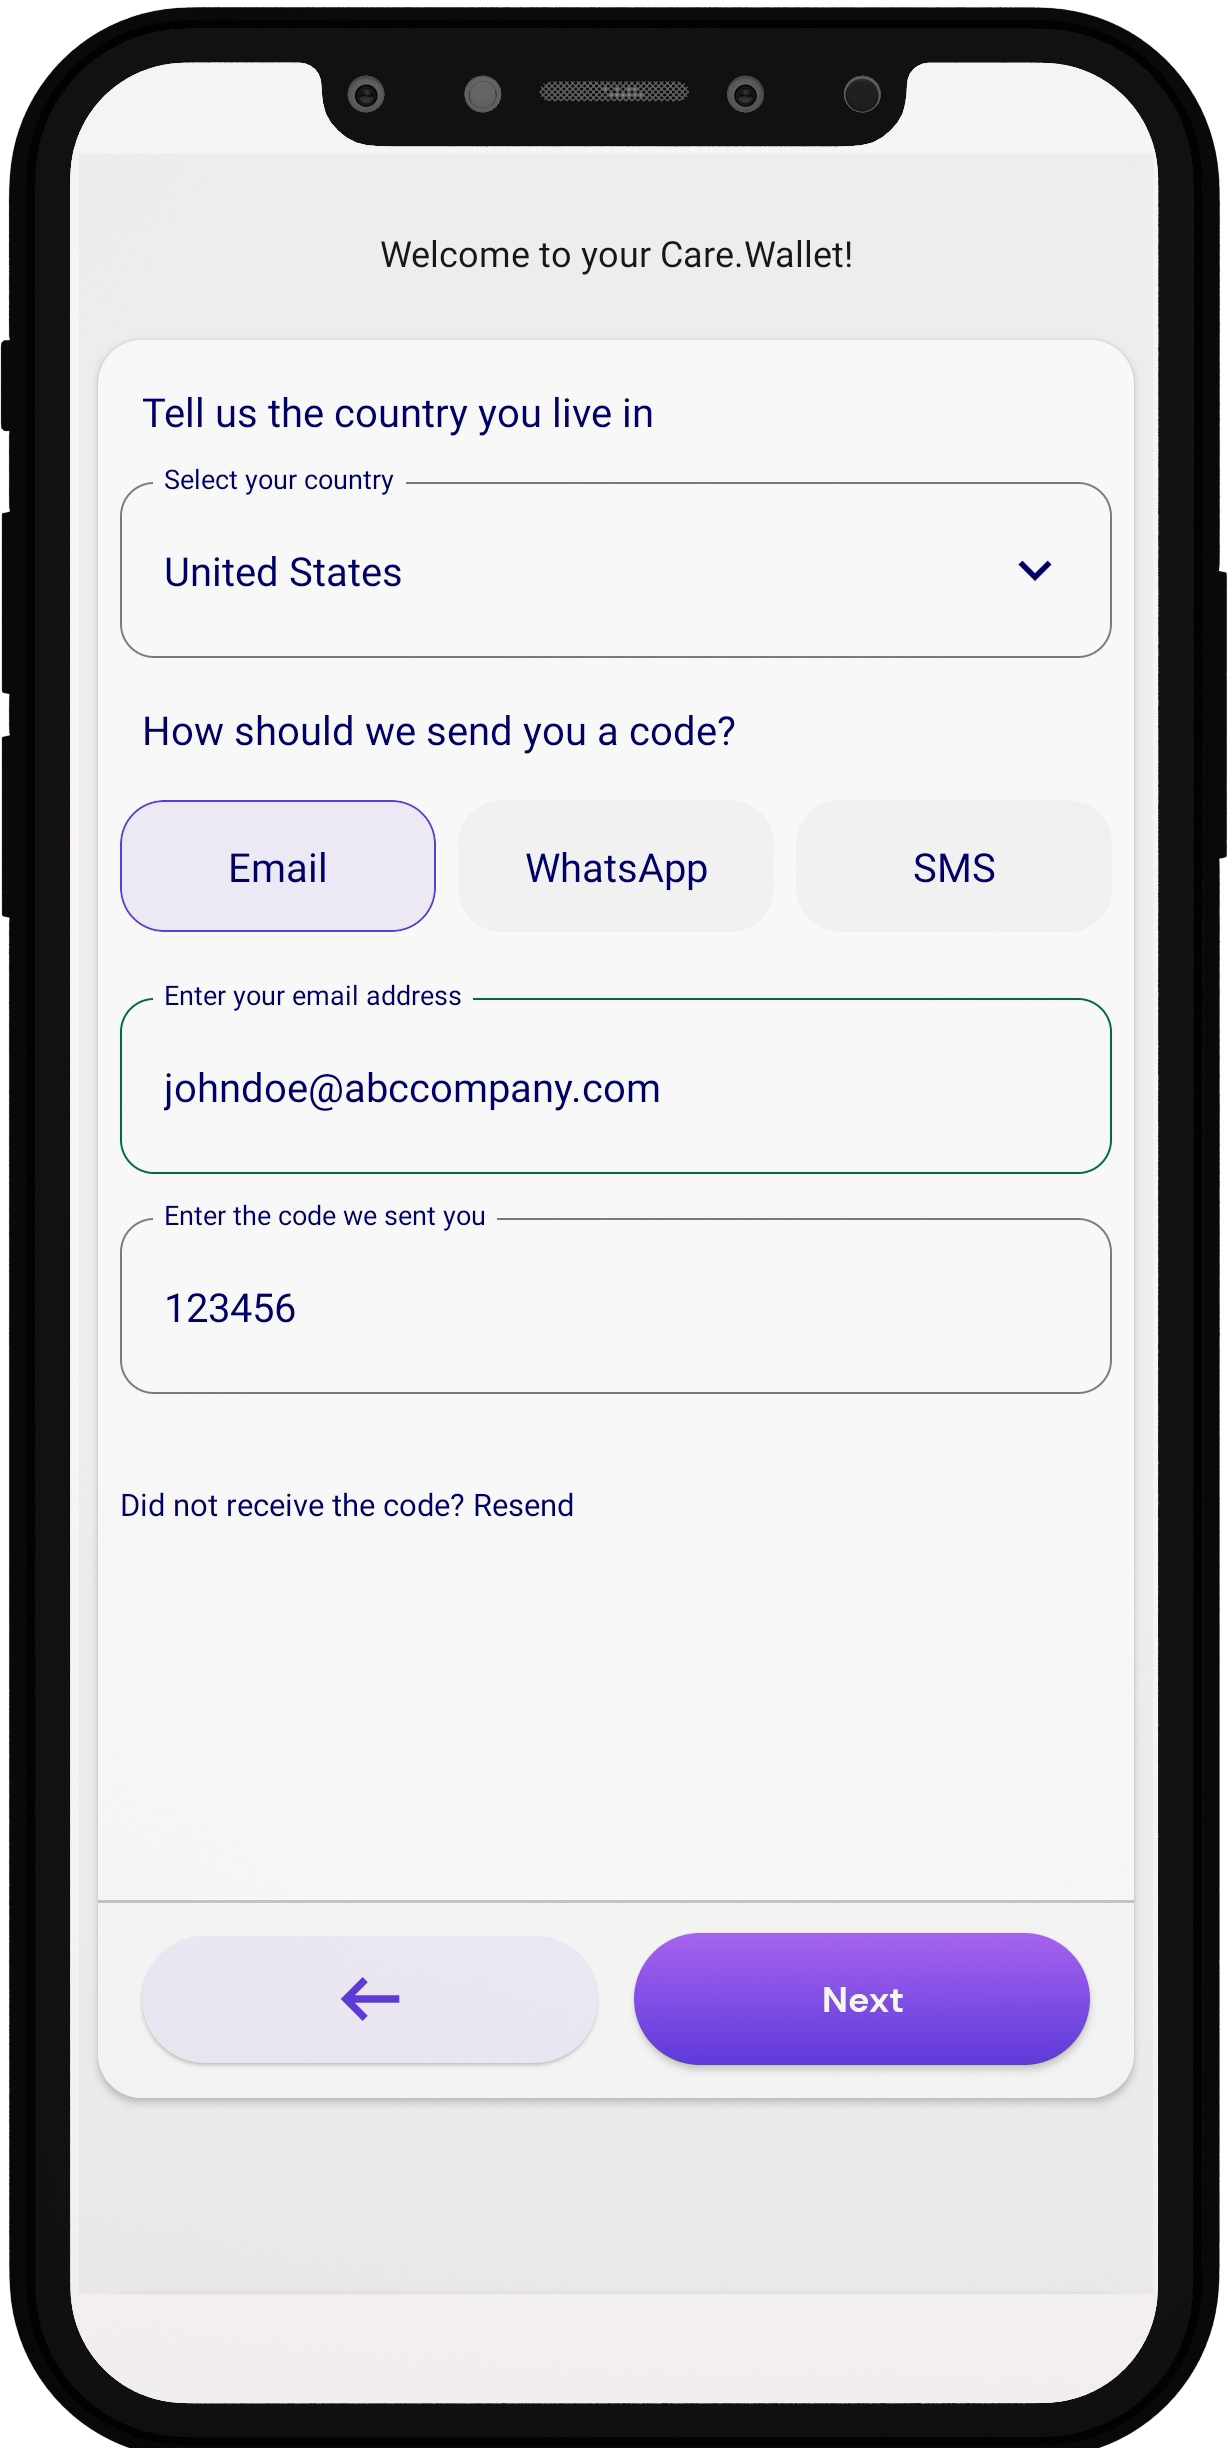 Welcome to your Care.Wallet!
Tell us the country you live in
Select your country
United States
How should we send you a code?
Email
WhatsApp
SMS
Enter your email address
johndoe@abccompany.com
Enter the code we sent you
123456
Did not receive the code? Resend
Next